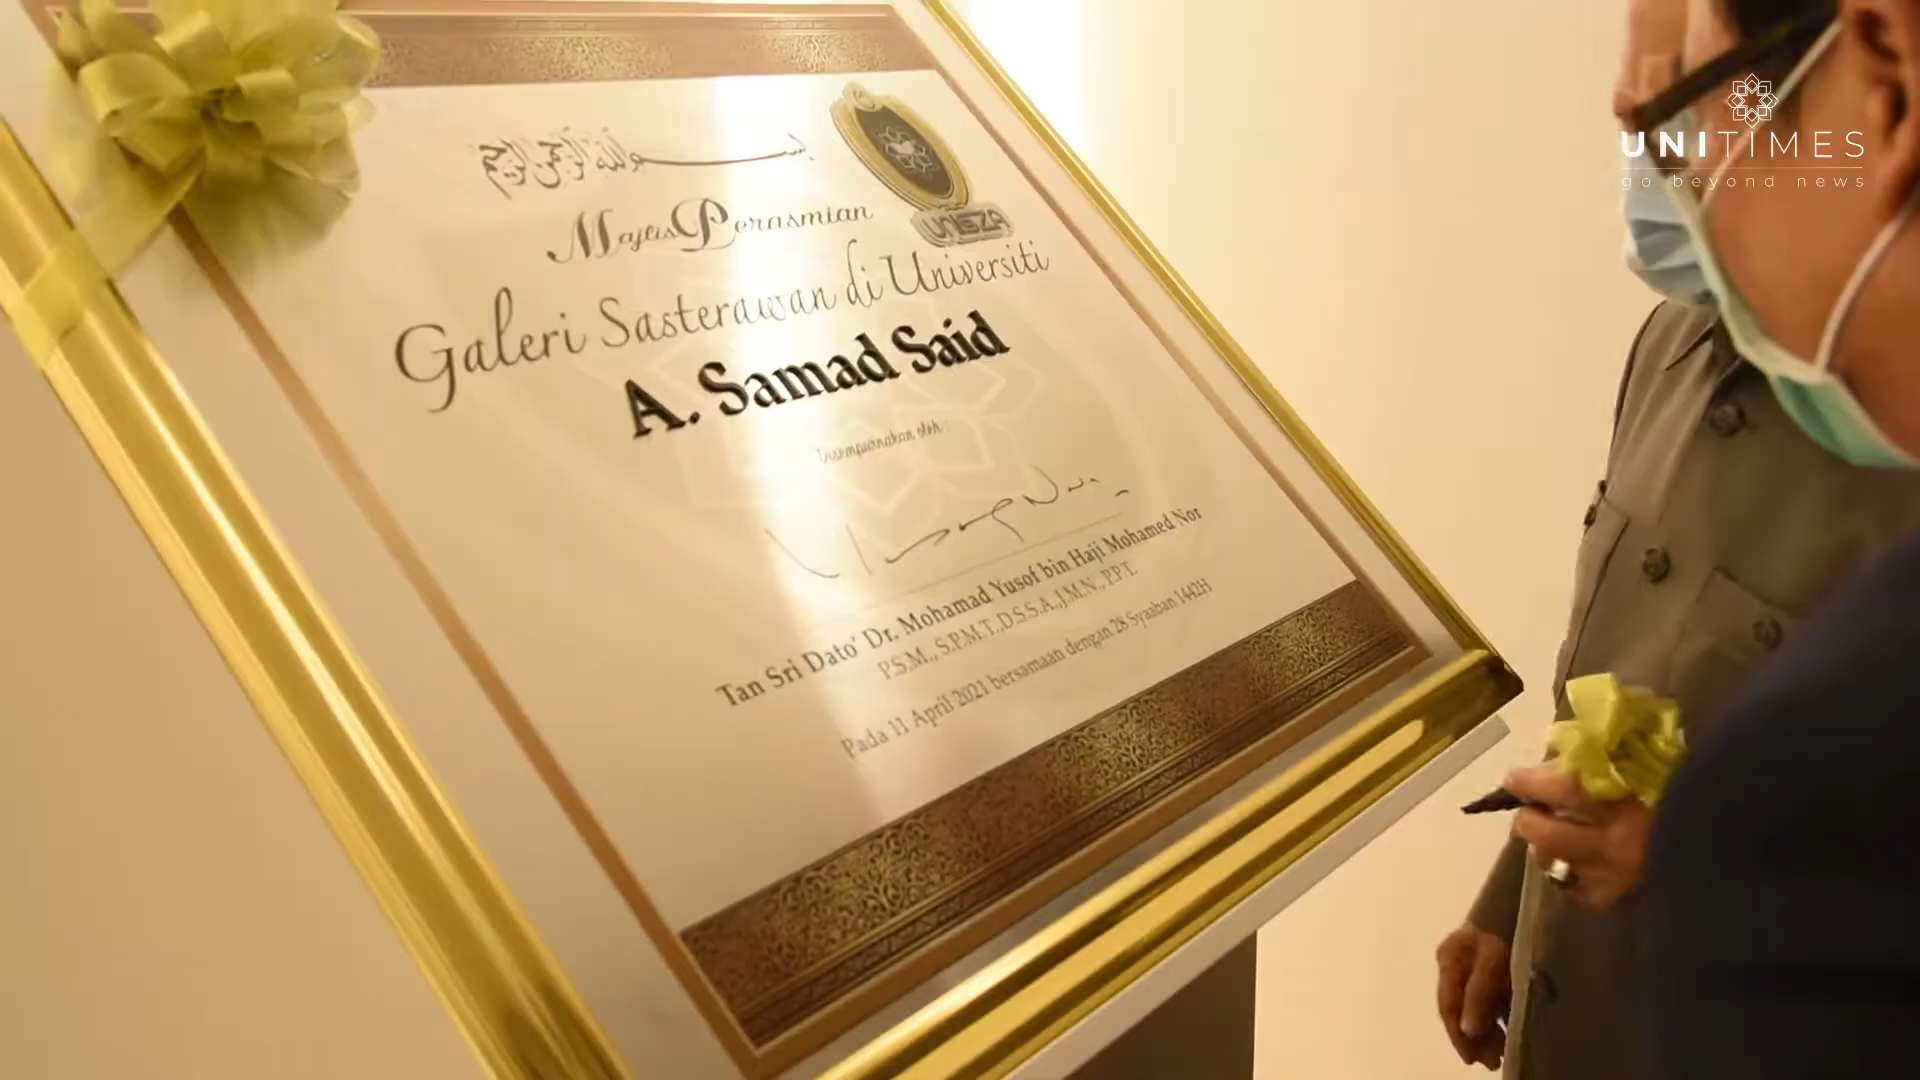 بسم الله الرحمن الرحيم
UNISZA
Majlis Perasmian
Galeri Sasterawan di Universiti
A. Samad Said
Disempurnakan oleh :
Tan Sri Dato' Dr. Mohamad Yusof bin Haji Mohamed Nor
P.S.M., S.P.M.T., D.S.S.A., J.M.N., P.P.T.
Pada 11 April 2021 bersamaan dengan 28 Syaaban 1442H
UNITIMES
go beyond news